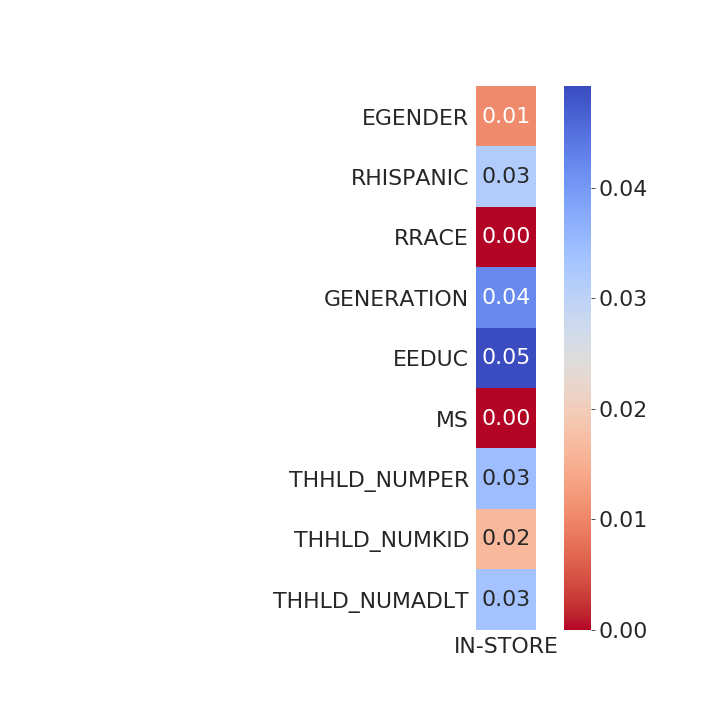 EGENDER 0.01
RHISPANIC 0.03
RRACE 0.00
GENERATION 0.04
EEDUC 0.05
MS 0.00
THHLD_NUMPER 0.03
THHLD_NUMKID 0.02
THHLD_NUMADLT 0.03
IN-STORE
0.04
0.03
0.02
0.01
0.00